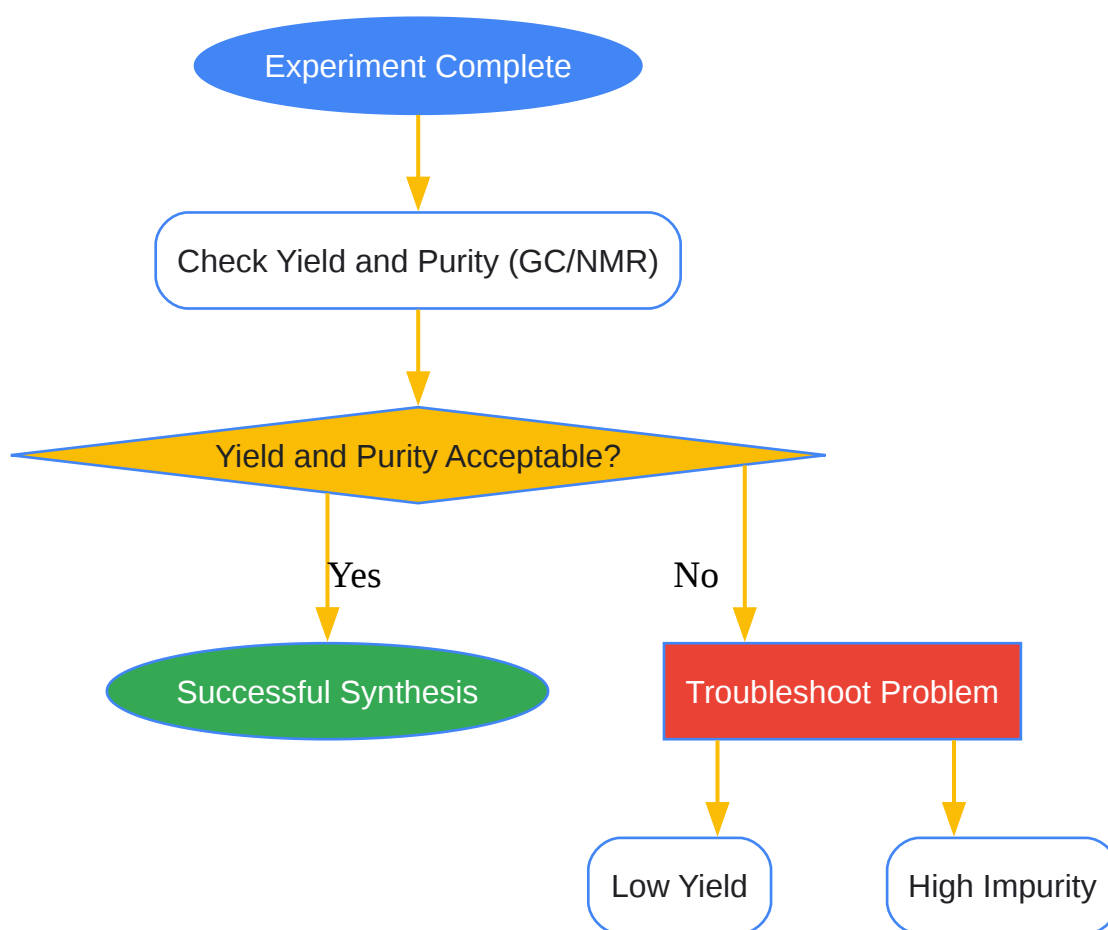 Experiment Complete
Check Yield and Purity (GC/NMR)
Yield and Purity Acceptable?
Yes
No
Successful Synthesis
Troubleshoot Problem
Low Yield
High Impurity